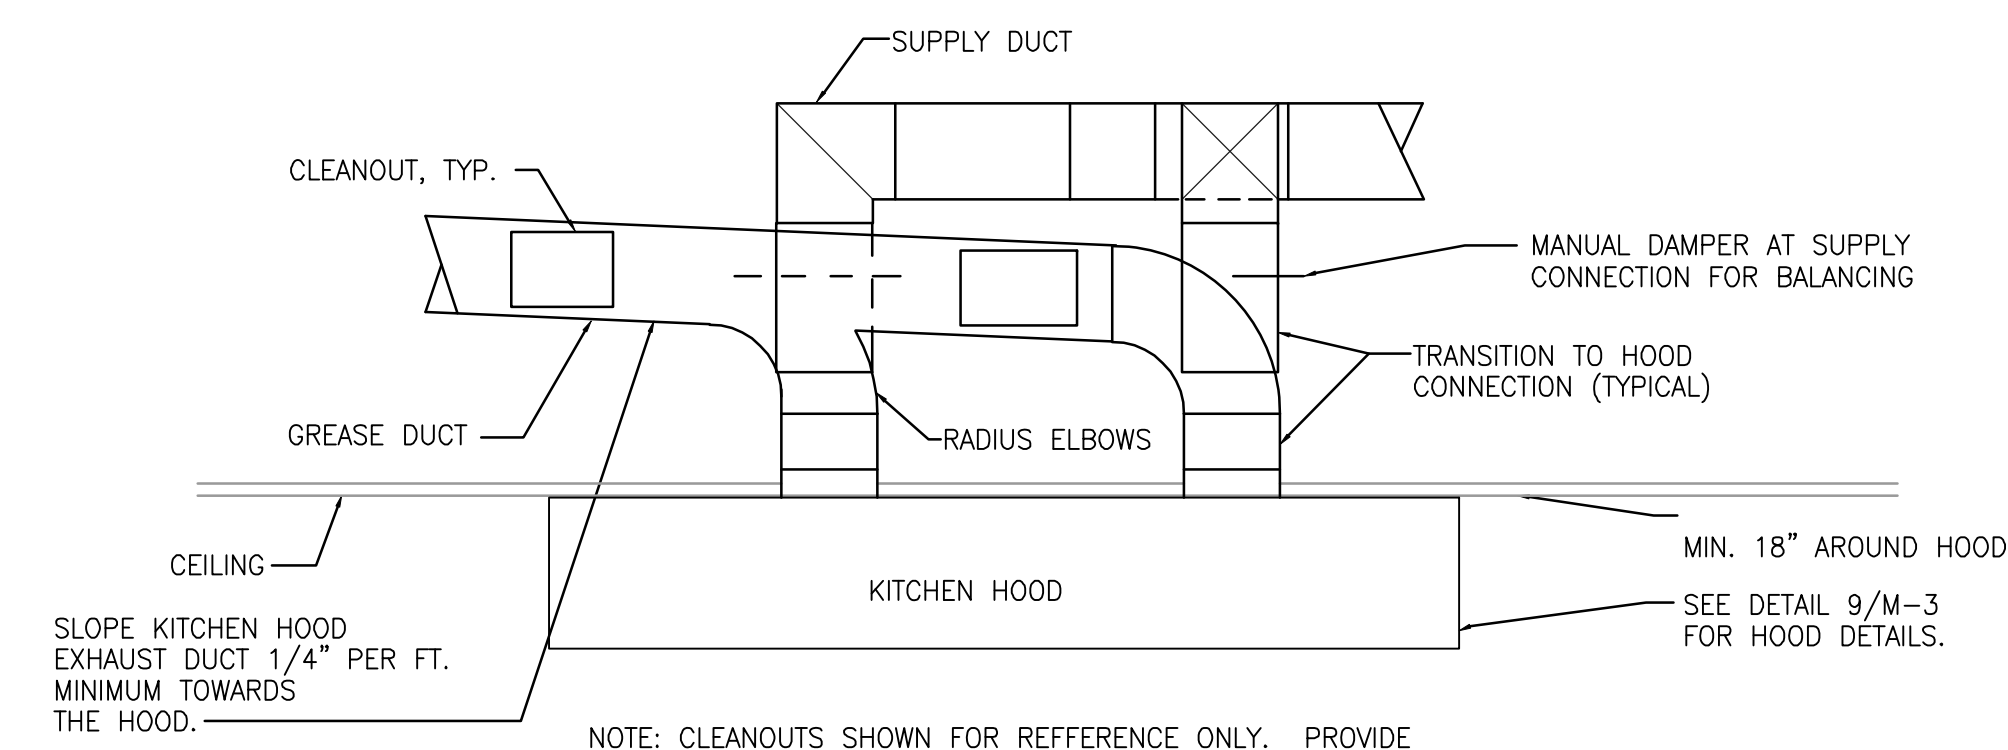 SUPPLY DUCT
CLEANOUT, TYP.
MANUAL DAMPER AT SUPPLY
CONNECTION FOR BALANCING
TRANSITION TO HOOD
CONNECTION (TYPICAL)
GREASE DUCT
RADIUS ELBOWS
CEILING
MIN. 18" AROUND HOOD
KITCHEN HOOD
SEE DETAIL 9/M-3
FOR HOOD DETAILS.
SLOPE KITCHEN HOOD
EXHAUST DUCT 1/4" PER FT.
MINIMUM TOWARDS
THE HOOD.
NOTE: CLEANOUTS SHOWN FOR REFFERENCE ONLY. PROVIDE